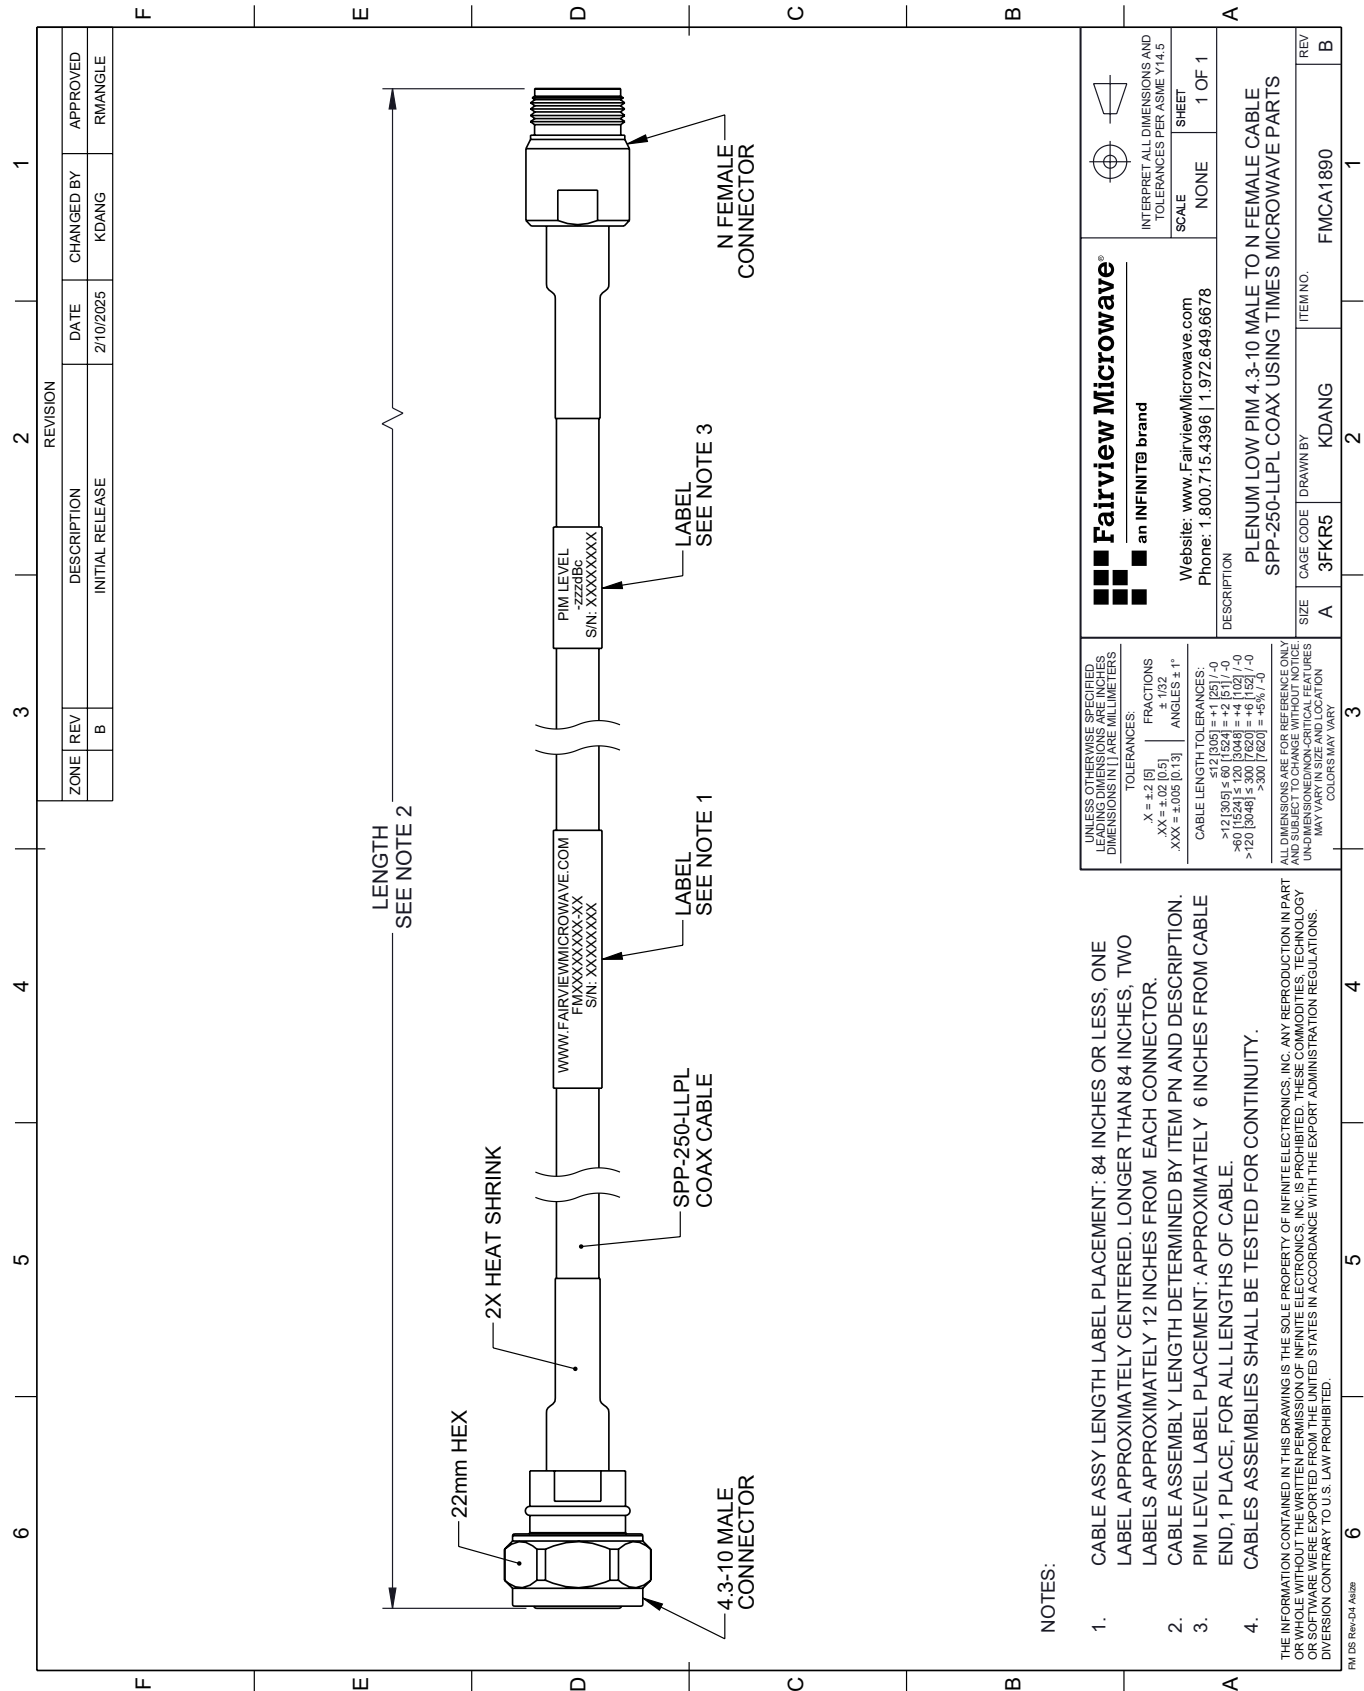 REVISION
ZONE REV DESCRIPTION DATE CHANGED BY APPROVED
B INITIAL RELEASE 2/10/2025 KDANG RMANGLE
6 5 4 3 2 1
F
E
D
C
B
A
LENGTH
SEE NOTE 2
22mm HEX
2X HEAT SHRINK
4.3-10 MALE
CONNECTOR
SPP-250-LLPL
COAX CABLE
WWW.FAIRVIEWMICROWAVE.COM
FMXXXXXXXX-XX
S/N: XXXXXXXX
LABEL
SEE NOTE 1
PIM LEVEL
-zzzdBc
S/N: XXXXXXXX
LABEL
SEE NOTE 3
N FEMALE
CONNECTOR
NOTES:
1. CABLE ASSY LENGTH LABEL PLACEMENT: 84 INCHES OR LESS, ONE
LABEL APPROXIMATELY CENTERED. LONGER THAN 84 INCHES, TWO
LABELS APPROXIMATELY 12 INCHES FROM EACH CONNECTOR.
2. CABLE ASSEMBLY LENGTH DETERMINED BY ITEM PN AND DESCRIPTION.
3. PIM LEVEL LABEL PLACEMENT: APPROXIMATELY 6 INCHES FROM CABLE
END,1 PLACE, FOR ALL LENGTHS OF CABLE.
4. CABLES ASSEMBLIES SHALL BE TESTED FOR CONTINUITY.
THE INFORMATION CONTAINED IN THIS DRAWING IS THE SOLE PROPERTY OF INFINITE ELECTRONICS, INC. ANY REPRODUCTION IN PART
OR WHOLE WITHOUT THE WRITTEN PERMISSION OF INFINITE ELECTRONICS, INC. IS PROHIBITED. THESE COMMODITIES, TECHNOLOGY
OR SOFTWARE WERE EXPORTED FROM THE UNITED STATES IN ACCORDANCE WITH THE EXPORT ADMINISTRATION REGULATIONS.
DIVERSION CONTRARY TO U.S. LAW PROHIBITED.
UNLESS OTHERWISE SPECIFIED
LEADING DIMENSIONS ARE INCHES
DIMENSIONS IN [ ] ARE MILLIMETERS
TOLERANCES:
.X = ±.2 [5]
.XX = ±.02 [0.5]
.XXX = ±.005 [0.13]
FRACTIONS
± 1/32
ANGLES ± 1°
CABLE LENGTH TOLERANCES:
≤12 [305] = +1 [25] / -0
>12 [305] ≤ 60 [1524] = +2 [51] / -0
>60 [1524] ≤ 120 [3048] = +4 [102] / -0
>120 [3048] ≤ 300 [7620] = +6 [152] / -0
>300 [7620] = +5% / -0
ALL DIMENSIONS ARE FOR REFERENCE ONLY
AND SUBJECT TO CHANGE WITHOUT NOTICE.
UN-DIMENSIONED/NON-CRITICAL FEATURES
MAY VARY IN SIZE AND LOCATION
COLORS MAY VARY
Fairview Microwave®
an INFINITE brand
Website: www.FairviewMicrowave.com
Phone: 1.800.715.4396 | 1.972.649.6678
INTERPRET ALL DIMENSIONS AND
TOLERANCES PER ASME Y14.5
SCALE
NONE
SHEET
1 OF 1
DESCRIPTION
PLENUM LOW PIM 4.3-10 MALE TO N FEMALE CABLE
SPP-250-LLPL COAX USING TIMES MICROWAVE PARTS
SIZE
A
CAGE CODE
3FKR5
DRAWN BY
KDANG
ITEM NO.
FMCA1890
REV
B
F
E
D
C
B
A
6 5 4 3 2 1
FM DS Rev-D4 Asize